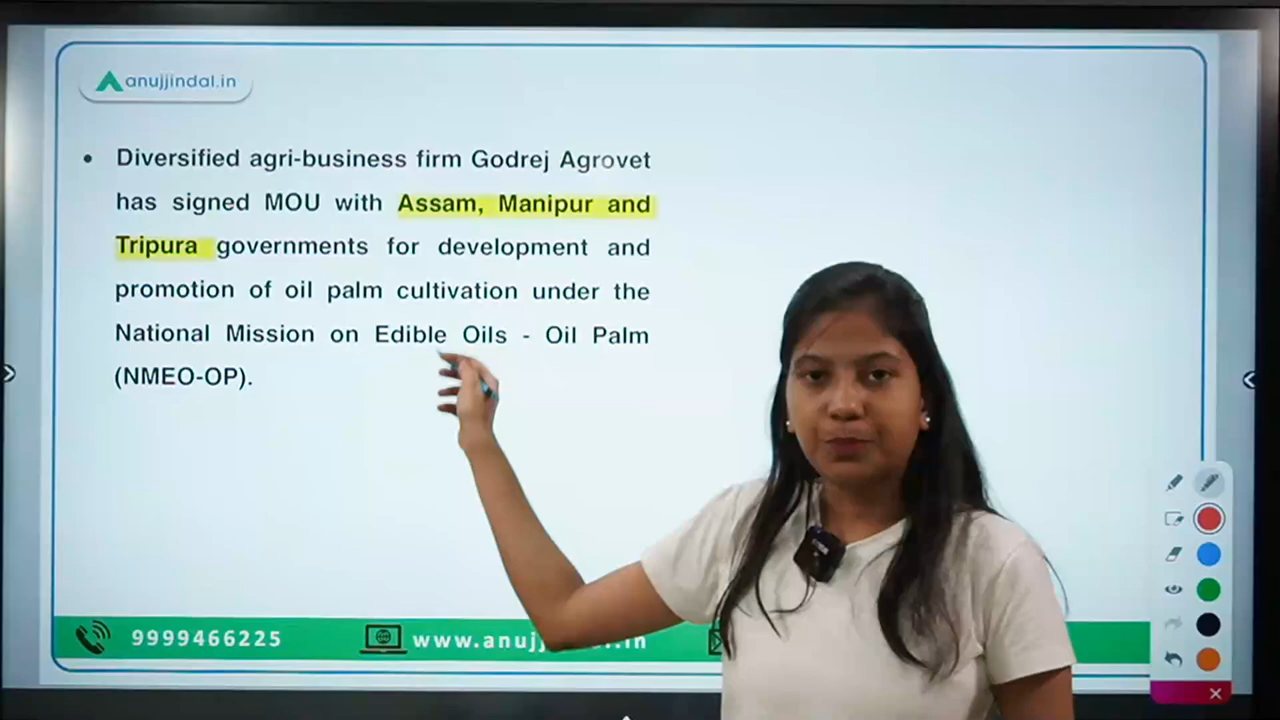 anujjindal.in
• Diversified agri-business firm Godrej Agrovet
has signed MOU with Assam, Manipur and
Tripura governments for development and
promotion of oil palm cultivation under the
National Mission on Edible Oils - Oil Palm
(NMEO-OP).
9999466225 www.anujj